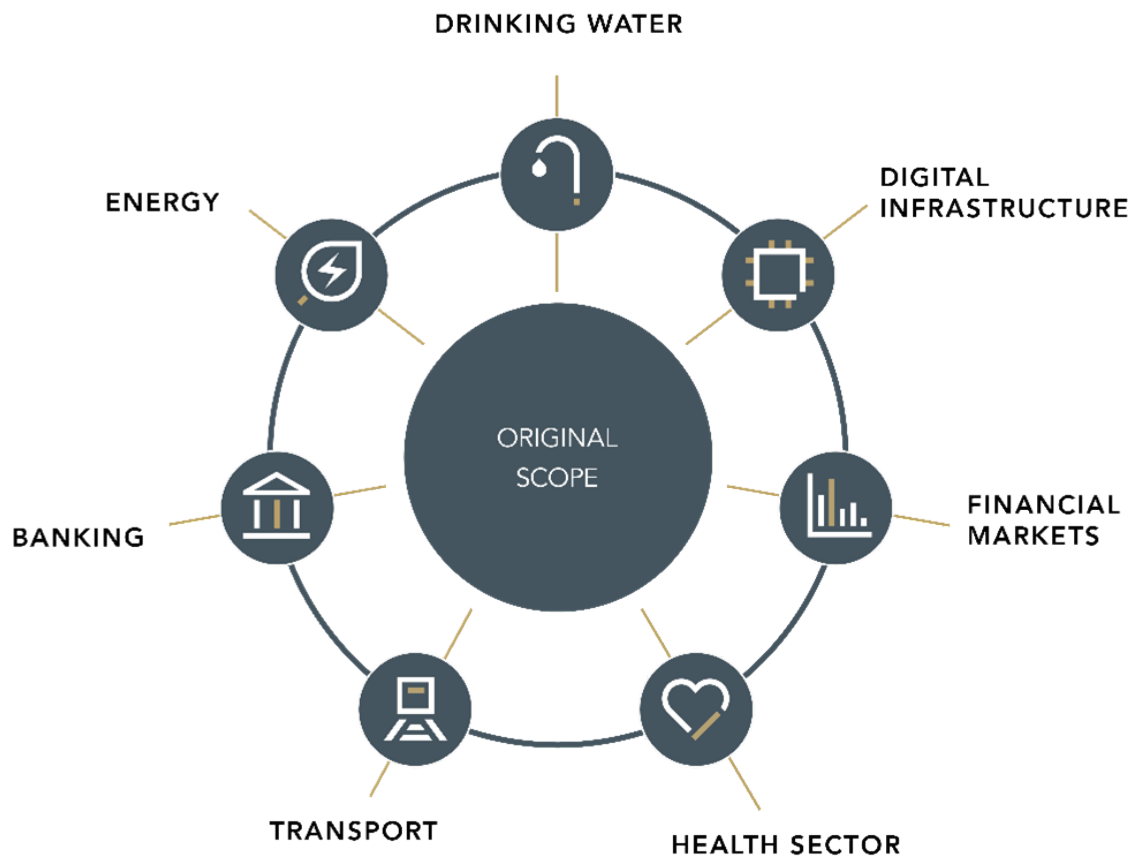 DRINKING WATER
ENERGY
DIGITAL
INFRASTRUCTURE
ORIGINAL
SCOPE
BANKING
FINANCIAL
MARKETS
TRANSPORT
HEALTH SECTOR